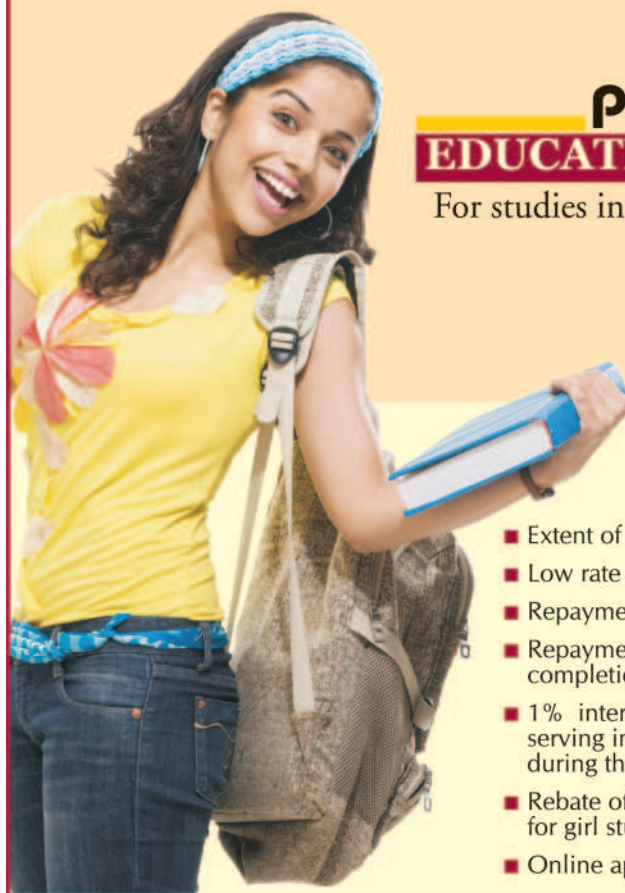 p
EDUCAT
For studies in
Extent of
Low rate
Repayme
Repayme
completio
1% inter
serving in
during th
Rebate of
for girl stu
Online ap